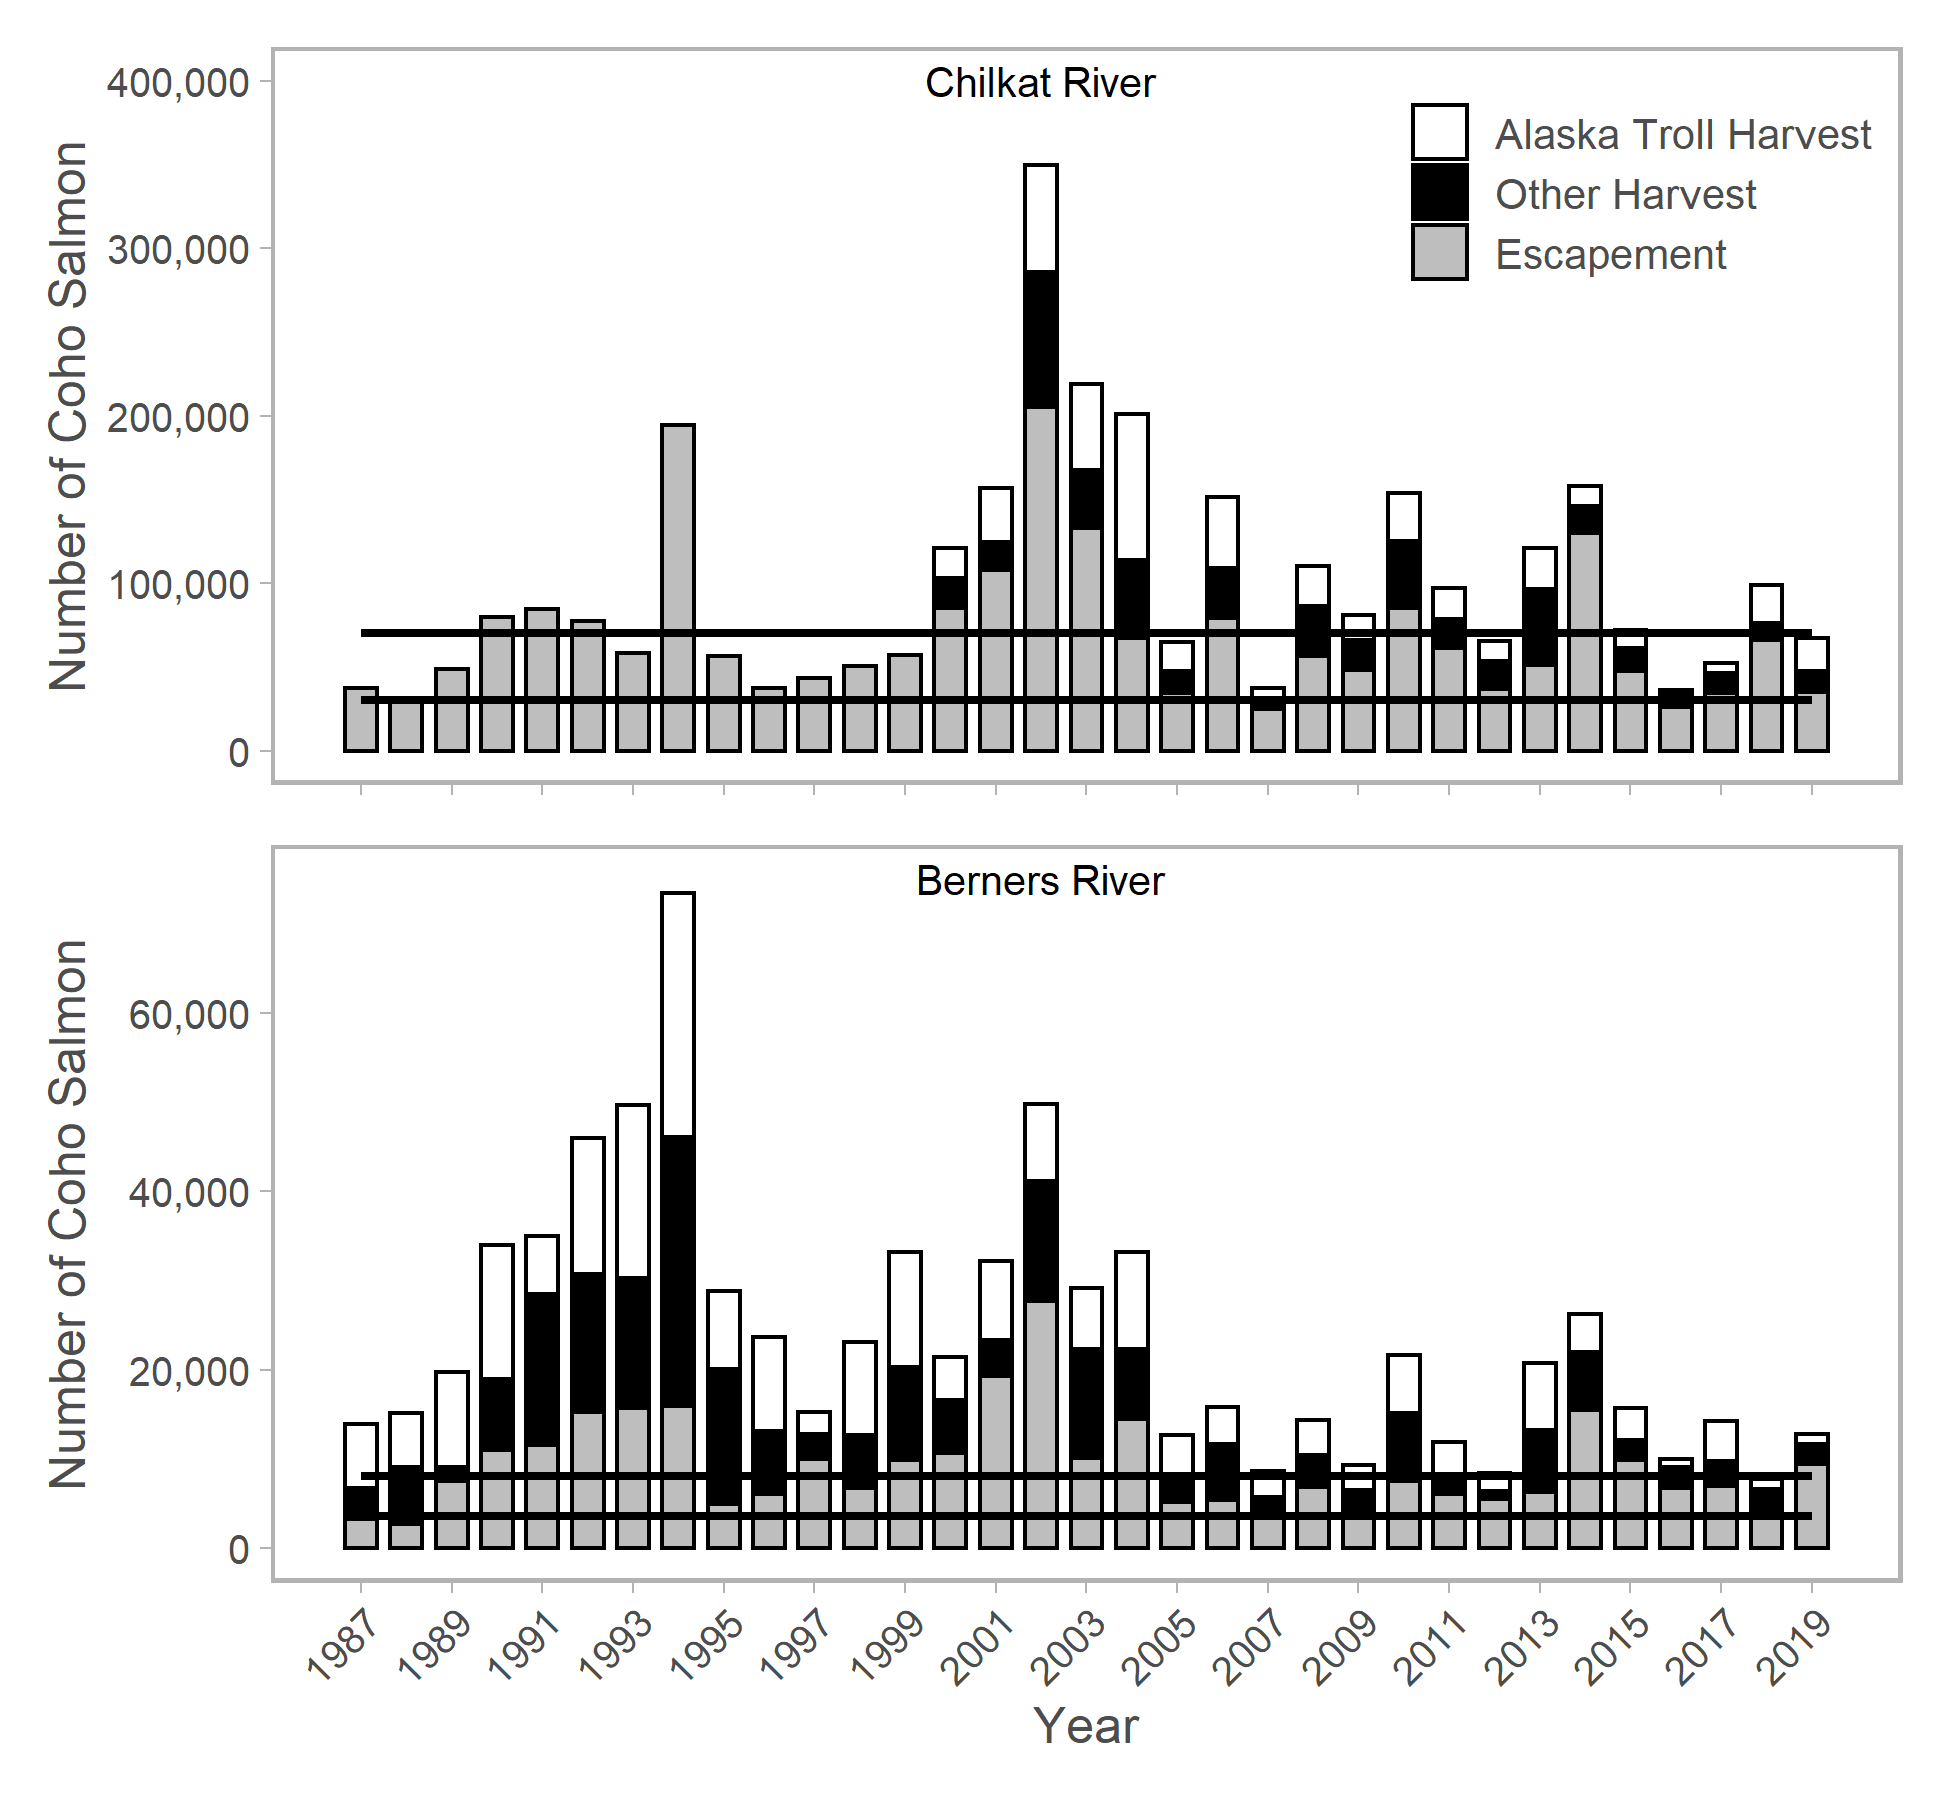 Chilkat River
Number of Coho Salmon
400,000
300,000
200,000
100,000
0
Alaska Troll Harvest
Other Harvest
Escapement
Berners River
Number of Coho Salmon
60,000
40,000
20,000
0
1987 1989 1991 1993 1995 1997 1999 2001 2003 2005 2007 2009 2011 2013 2015 2017 2019
Year